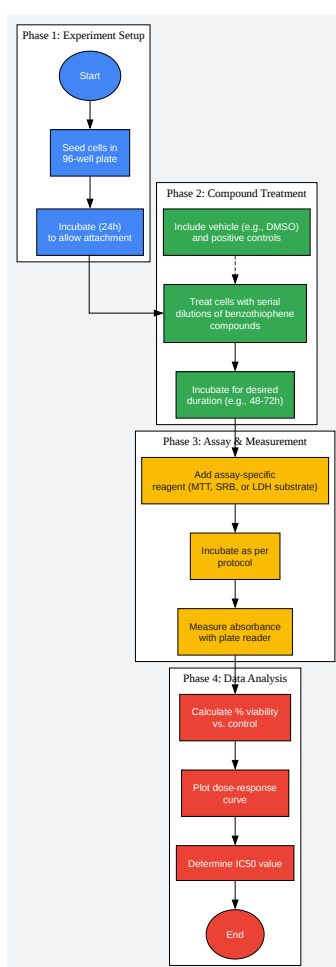 Phase 1: Experiment Setup
Start
Seed cells in
96-well plate
Incubate (24h)
to allow attachment
Phase 2: Compound Treatment
Include vehicle (e.g., DMSO)
and positive controls
Treat cells with serial
dilutions of benzothiophene
compounds
Incubate for desired
duration (e.g., 48-72h)
Phase 3: Assay & Measurement
Add assay-specific
reagent (MTT, SRB, or LDH substrate)
Incubate as per
protocol
Measure absorbance
with plate reader
Phase 4: Data Analysis
Calculate % viability
vs. control
Plot dose-response
curve
Determine IC50 value
End